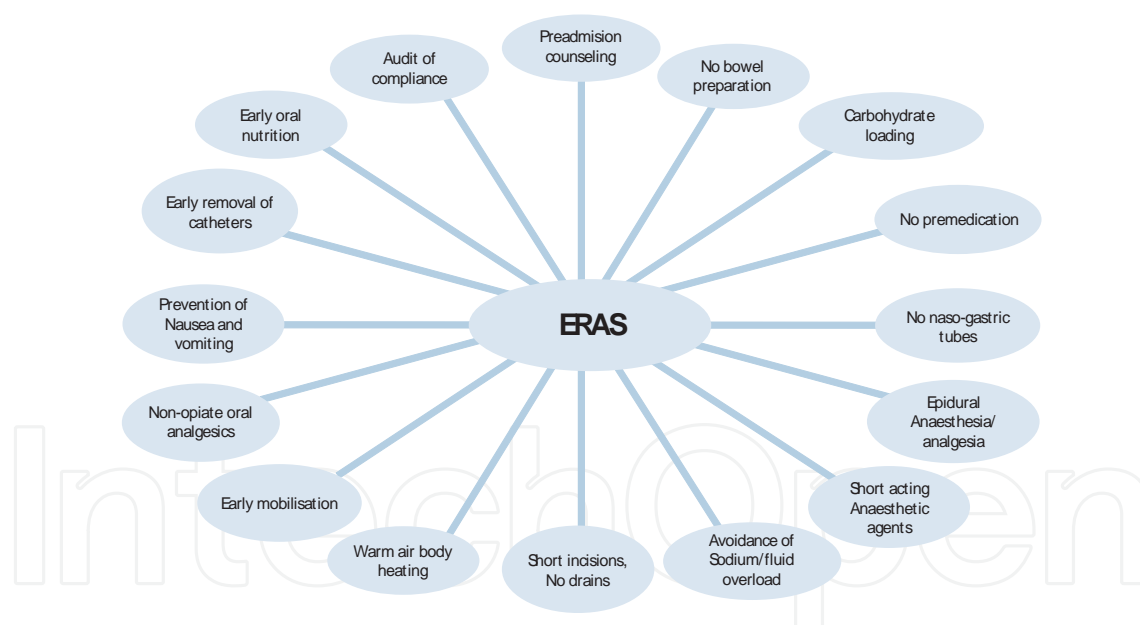 Preadmision
counseling
No bowel
preparation
Carbohydrate
loading
No premedication
No naso-gastric
tubes
Epidural
Anaesthesia/
analgesia
Short acting
Anaesthetic
agents
Avoidance of
Sodium/fluid
overload
Short incisions,
No drains
Warm air body
heating
Early mobilisation
Non-opiate oral
analgesics
Prevention of
Nausea and
vomiting
Early removal of
catheters
Early oral
nutrition
Audit of
compliance
ERAS
IntechOpen